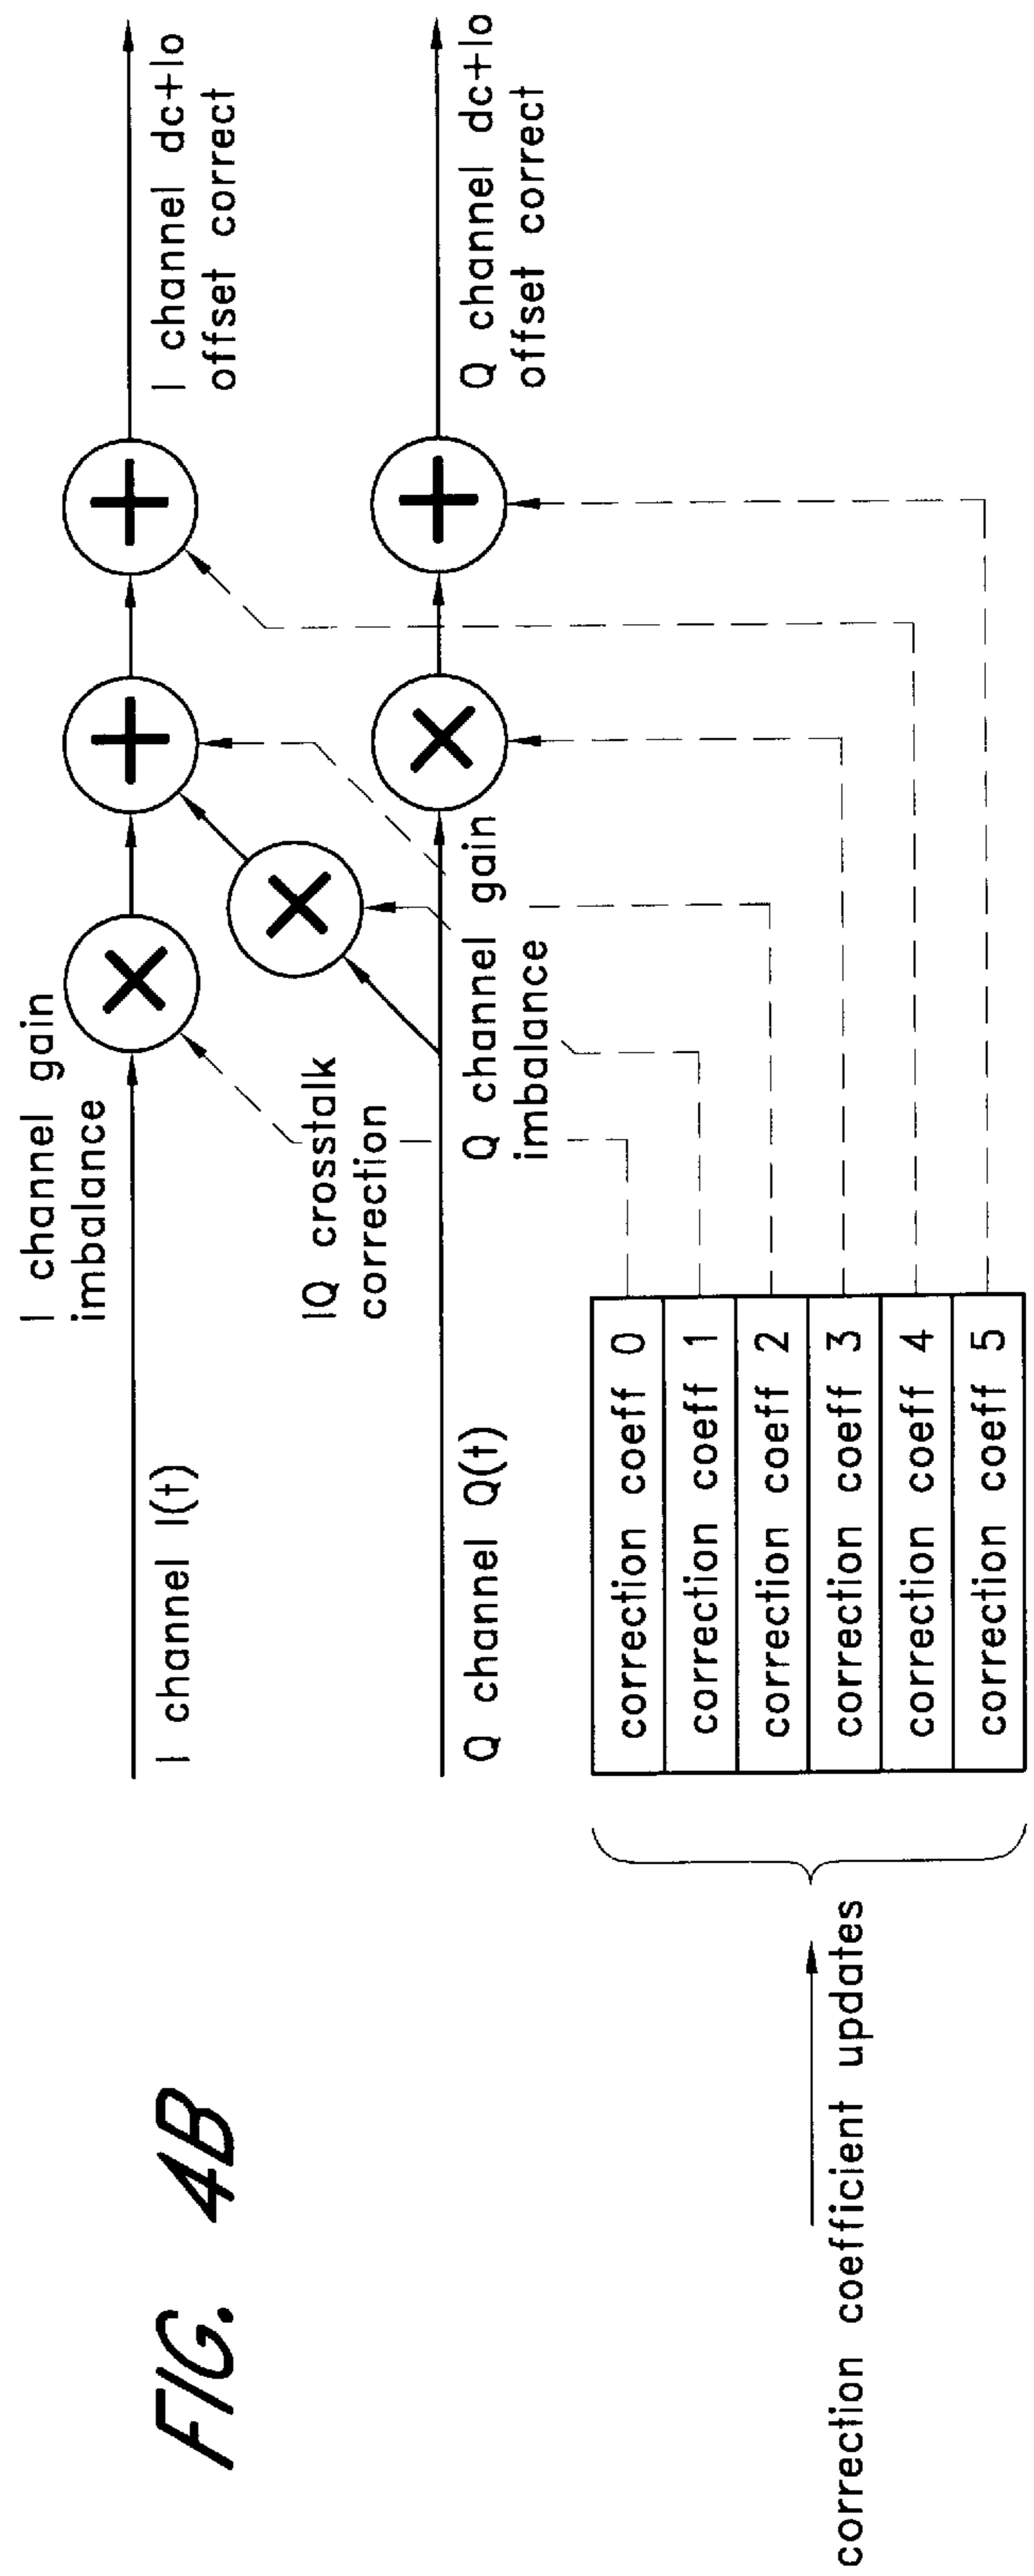 FIG. 4B
I channel gain
imbalance
I channel I(t)
I channel dc+lo
offset correct
IQ crosstalk
correction
Q channel Q(t)
Q channel gain
imbalance
Q channel dc+lo
offset correct
correction coeff 0
correction coeff 1
correction coeff 2
correction coeff 3
correction coeff 4
correction coeff 5
correction coefficient updates